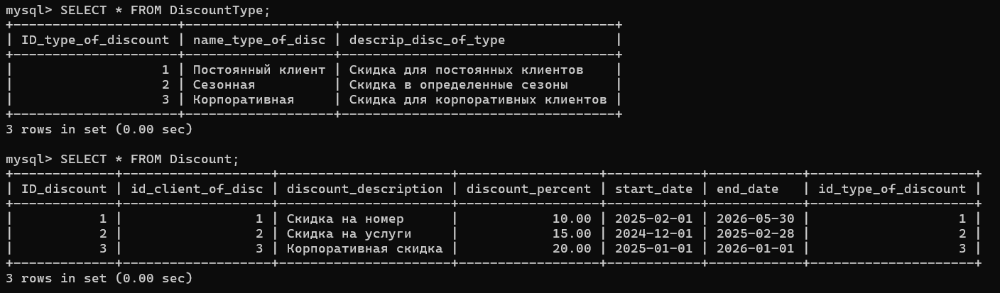 mysql> SELECT * FROM DiscountType;
+----------------------+--------------------+------------------------------------+
| ID_type_of_discount | name_type_of_disc | descrip_disc_of_type               |
+----------------------+--------------------+------------------------------------+
|                   1 | Постоянный клиент | Скидка для постоянных клиентов    |
|                   2 | Сезонная          | Скидка в определенные сезоны      |
|                   3 | Корпоративная     | Скидка для корпоративных клиентов |
+----------------------+--------------------+------------------------------------+
3 rows in set (0.00 sec)
mysql> SELECT * FROM Discount;
+-------------+-------------------+----------------------+------------------+------------+------------+---------------------+
| ID_discount | id_client_of_disc | discount_description | discount_percent | start_date | end_date   | id_type_of_discount |
+-------------+-------------------+----------------------+------------------+------------+------------+---------------------+
|           1 |                 1 | Скидка на номер      |            10.00 | 2025-02-01 | 2026-05-30 |                   1 |
|           2 |                 2 | Скидка на услуги     |            15.00 | 2024-12-01 | 2025-02-28 |                   2 |
|           3 |                 3 | Корпоративная скидка |            20.00 | 2025-01-01 | 2026-01-01 |                   3 |
+-------------+-------------------+----------------------+------------------+------------+------------+---------------------+
3 rows in set (0.00 sec)